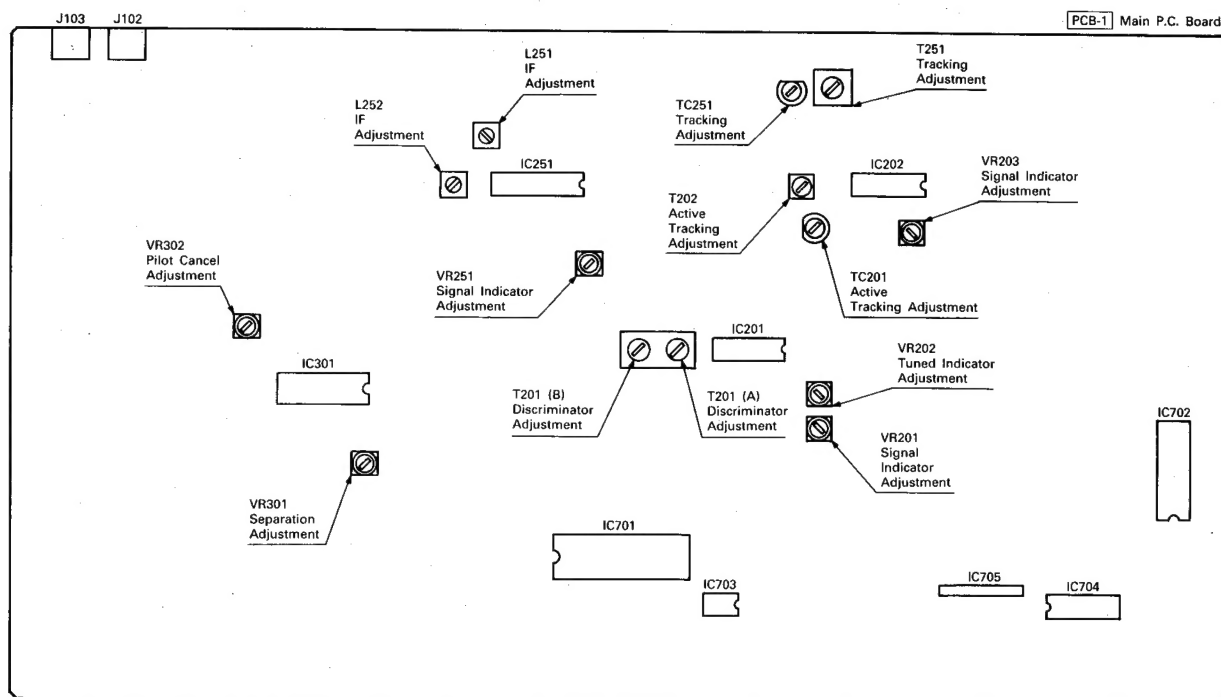 J103
J102
PCB-1 Main P.C. Board
L251
IF
Adjustment
T251
Tracking
Adjustment
L252
IF
Adjustment
TC251
Tracking
Adjustment
IC251
IC202
VR203
Signal Indicator
Adjustment
T202
Active
Tracking
Adjustment
VR302
Pilot Cancel
Adjustment
VR251
Signal Indicator
Adjustment
TC201
Active
Tracking Adjustment
IC201
IC301
VR202
Tuned Indicator
Adjustment
T201 (B)
Discriminator
Adjustment
T201 (A)
Discriminator
Adjustment
IC702
VR201
Signal
Indicator
Adjustment
VR301
Separation
Adjustment
IC701
IC703
IC705
IC704